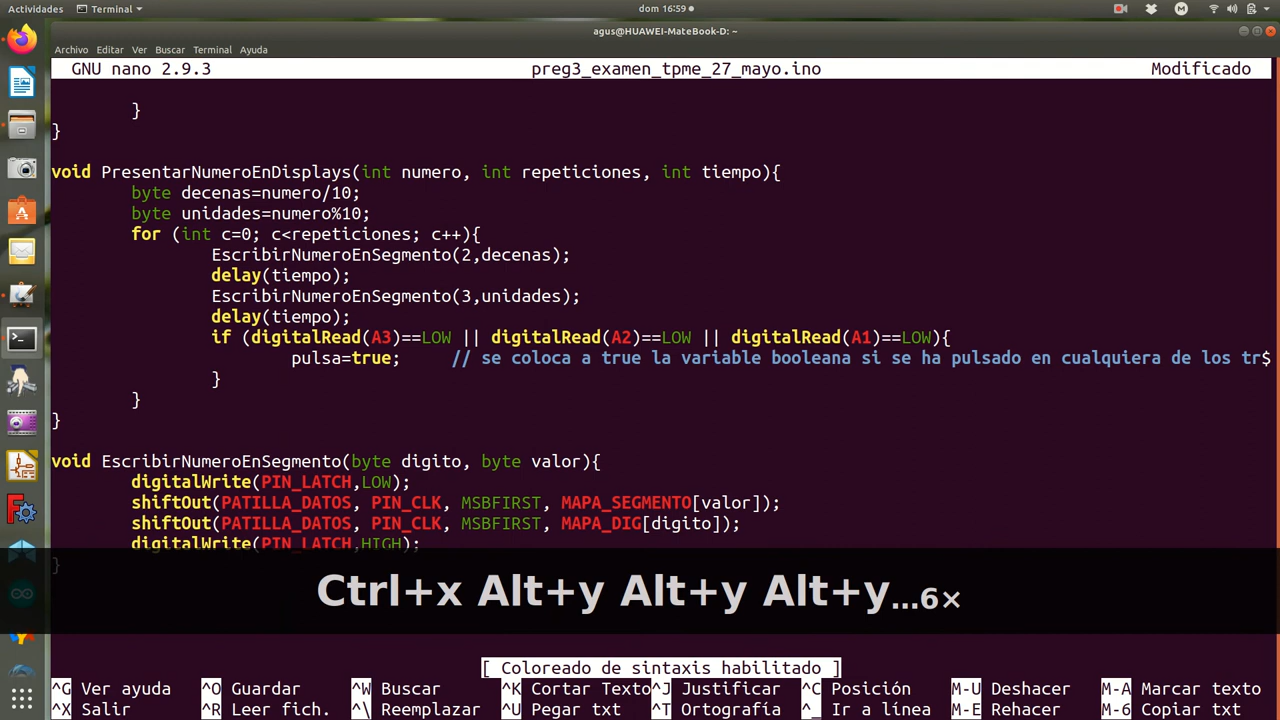 Actividades Terminal dom 16:59
agus@HUAWEI-MateBook-D: ~
Archivo Editar Ver Buscar Terminal Ayuda
GNU nano 2.9.3 preg3_examen_tpme_27_mayo.ino Modificado
}
}
void PresentarNumeroEnDisplays(int numero, int repeticiones, int tiempo){
byte decenas=numero/10;
byte unidades=numero%10;
for (int c=0; c<repeticiones; c++){
EscribirNumeroEnSegmento(2,decenas);
delay(tiempo);
EscribirNumeroEnSegmento(3,unidades);
delay(tiempo);
if (digitalRead(A3)==LOW || digitalRead(A2)==LOW || digitalRead(A1)==LOW){
pulsa=true; // se coloca a true la variable booleana si se ha pulsado en cualquiera de los tr$
}
}
}
void EscribirNumeroEnSegmento(byte digito, byte valor){
digitalWrite(PIN_LATCH,LOW);
shiftOut(PATILLA_DATOS, PIN_CLK, MSBFIRST, MAPA_SEGMENTO[valor]);
shiftOut(PATILLA_DATOS, PIN_CLK, MSBFIRST, MAPA_DIG[digito]);
digitalWrite(PIN_LATCH,HIGH);
}
Ctrl+x Alt+y Alt+y Alt+y...6×
[ Coloreado de sintaxis habilitado ]
^G Ver ayuda ^O Guardar ^W Buscar ^K Cortar Texto ^J Justificar ^C Posición M-U Deshacer M-A Marcar texto
^X Salir ^R Leer fich. ^\ Reemplazar ^U Pegar txt ^T Ortografía ^_ Ir a línea M-E Rehacer M-6 Copiar txt